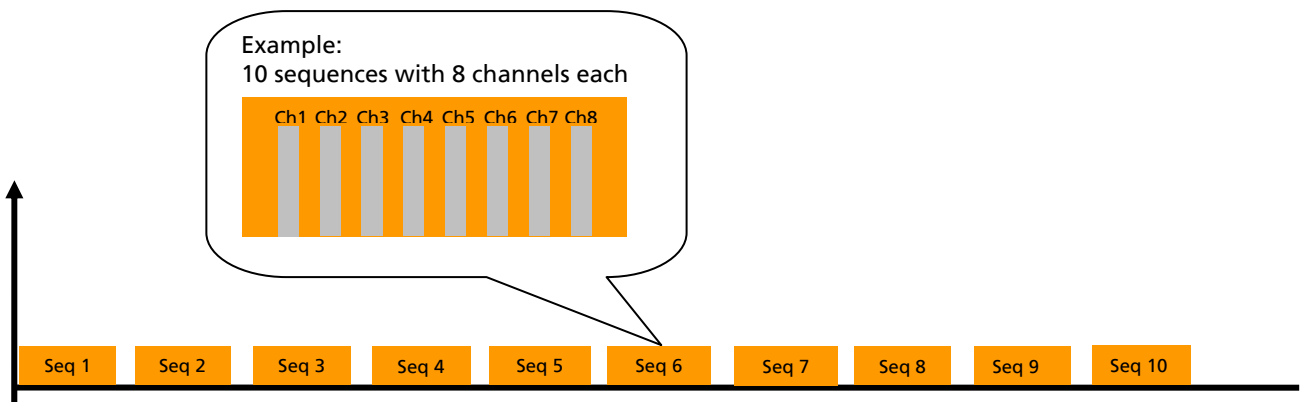 Example:
10 sequences with 8 channels each
Ch1 Ch2 Ch3 Ch4 Ch5 Ch6 Ch7 Ch8
Seq 1 Seq 2 Seq 3 Seq 4 Seq 5 Seq 6 Seq 7 Seq 8 Seq 9 Seq 10